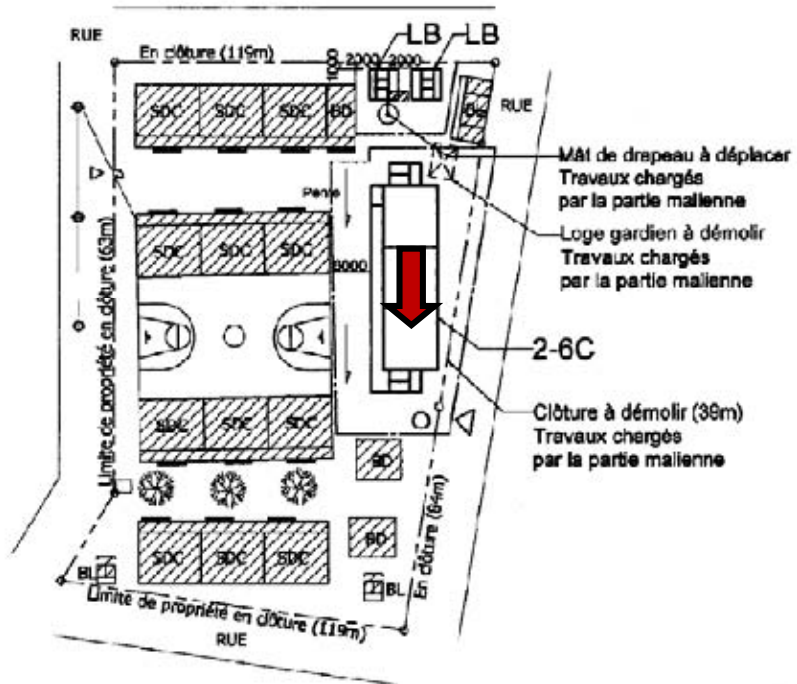 RUE
En clôture (119m)
LB
LB
1000
2000
2000
SDC
SDC
SDC
BD
RUE
Mât de drapeau à déplacer
Travaux chargés
par la partie malienne
Loge gardien à démolir
Travaux chargés
par la partie malienne
Pente
SDC
SDC
SDC
Limite de propriété en clôture (63m)
2-6C
Clôture à démolir (39m)
Travaux chargés
par la partie malienne
SDC
SDC
SDC
BD
En clôture (64m)
SDC
SDC
SDC
BD
BL
BL
Limite de propriété en clôture (119m)
RUE